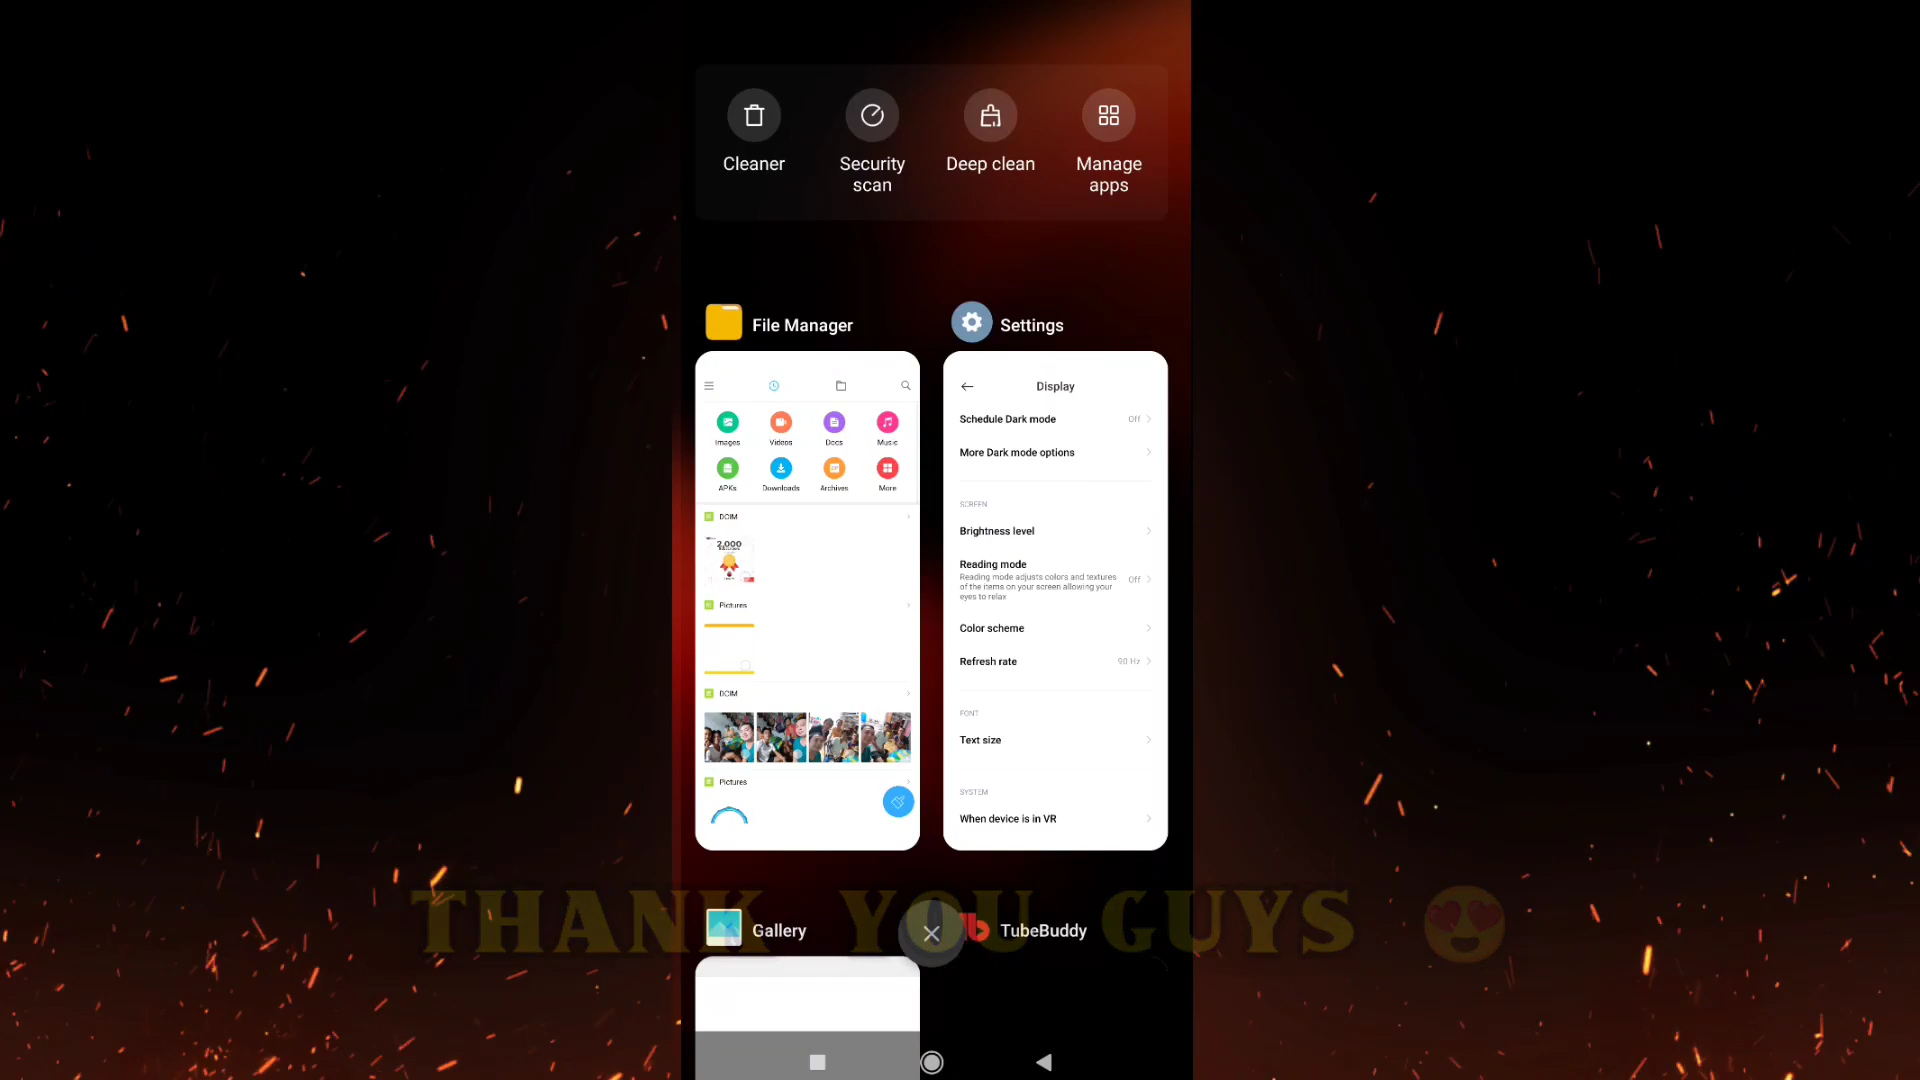 Cleaner
Security
scan
Deep clean
Manage
apps
File Manager
Settings
Images
Videos
Docs
Music
APKs
Downloads
Archives
More
DCIM
2,000
Pictures
DCIM
Pictures
Display
Schedule Dark mode
Off
More Dark mode options
SCREEN
Brightness level
Reading mode
Reading mode adjusts colors and textures
of the items on your screen allowing your
eyes to relax
Off
Color scheme
Refresh rate
90 Hz
FONT
Text size
SYSTEM
When device is in VR
THANK YOU GUYS 😍
Gallery
TubeBuddy